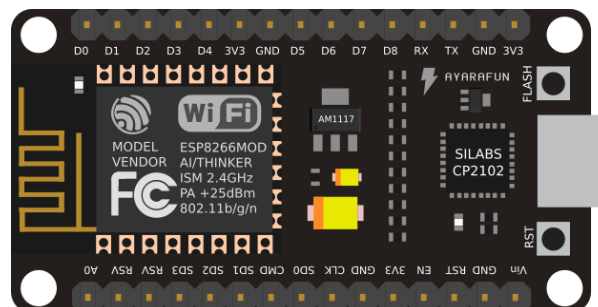 D0 D1 D2 D3 D4 3V3 GND D5 D6 D7 D8 RX TX GND 3V3
AYARAFUN
FLASH
WiFi
MODEL
VENDOR
ESP8266MOD
AI/THINKER
ISM 2.4GHz
PA +25dBm
802.11b/g/n
FC
AM1117
SILABS
CP2102
RST
A0 RSV RSV SD3 SD2 SD1 CMD SD0 CLK GND 3V3 EN RST GND Vin